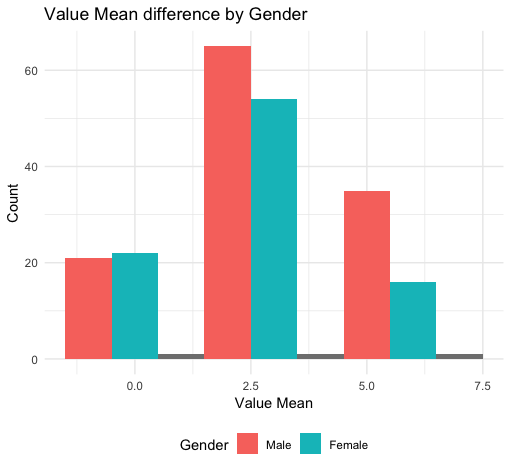 Value Mean difference by Gender
Count
60
40
20
0
0.0 2.5 5.0 7.5
Value Mean
Gender Male Female